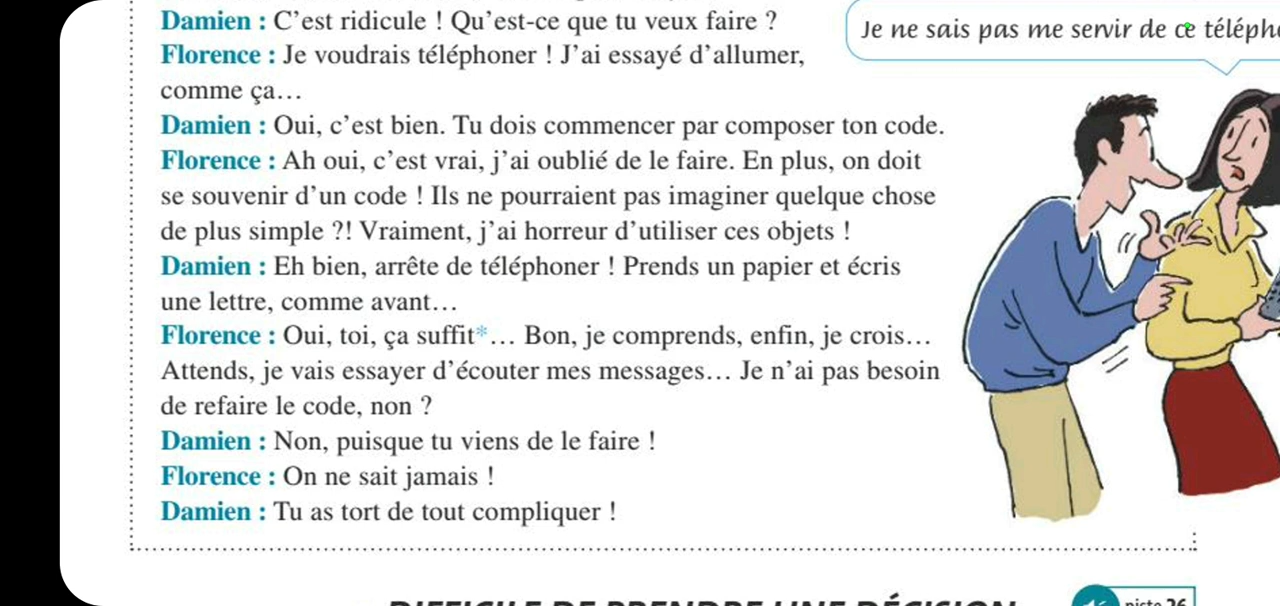 Damien : C’est ridicule ! Qu’est-ce que tu veux faire ?
Je ne sais pas me servir de ce
Florence : Je voudrais téléphoner ! J’ai essayé d’allumer,
comme ça…
Damien : Oui, c’est bien. Tu dois commencer par composer ton code.
Florence : Ah oui, c’est vrai, j’ai oublié de le faire. En plus, on doit
se souvenir d’un code ! Ils ne pourraient pas imaginer quelque chose
de plus simple ?! Vraiment, j’ai horreur d’utiliser ces objets !
Damien : Eh bien, arrête de téléphoner ! Prends un papier et écris
une lettre, comme avant…
Florence : Oui, toi, ça suffit*… Bon, je comprends, enfin, je crois…
Attends, je vais essayer d’écouter mes messages… Je n’ai pas besoin
de refaire le code, non ?
Damien : Non, puisque tu viens de le faire !
Florence : On ne sait jamais !
Damien : Tu as tort de tout compliquer !
DIFFICILE DE PRENDRE UNE DÉCISION
piste 26